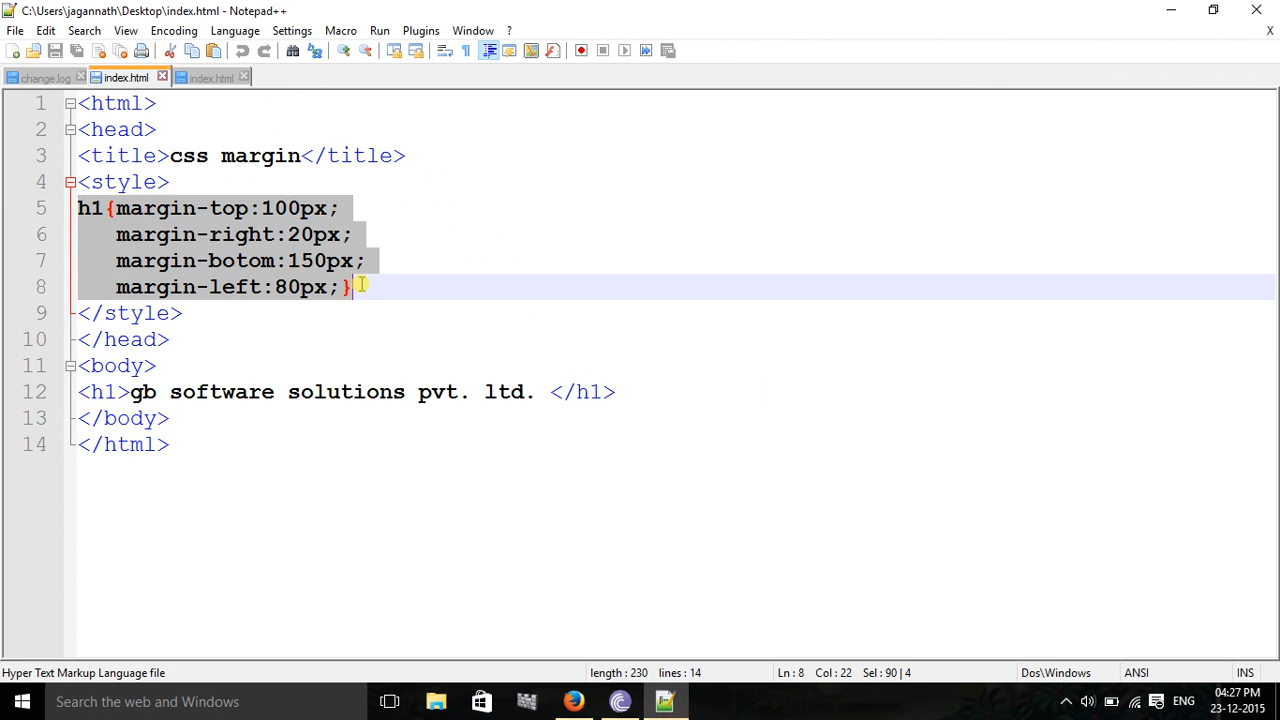 C:\Users\jagannath\Desktop\index.html - Notepad++
File Edit Search View Encoding Language Settings Macro Run Plugins Window ? X
change.log index.html index.html
1 <html>
2 <head>
3 <title>css margin</title>
4 <style>
5 h1{margin-top:100px;
6 margin-right:20px;
7 margin-botom:150px;
8 margin-left:80px;}
9 </style>
10 </head>
11 <body>
12 <h1>gb software solutions pvt. ltd. </h1>
13 </body>
14 </html>
Hyper Text Markup Language file length : 230 lines : 14 Ln : 8 Col : 22 Sel : 90 | 4 Dos\Windows ANSI INS
Search the web and Windows ENG 04:27 PM
23-12-2015